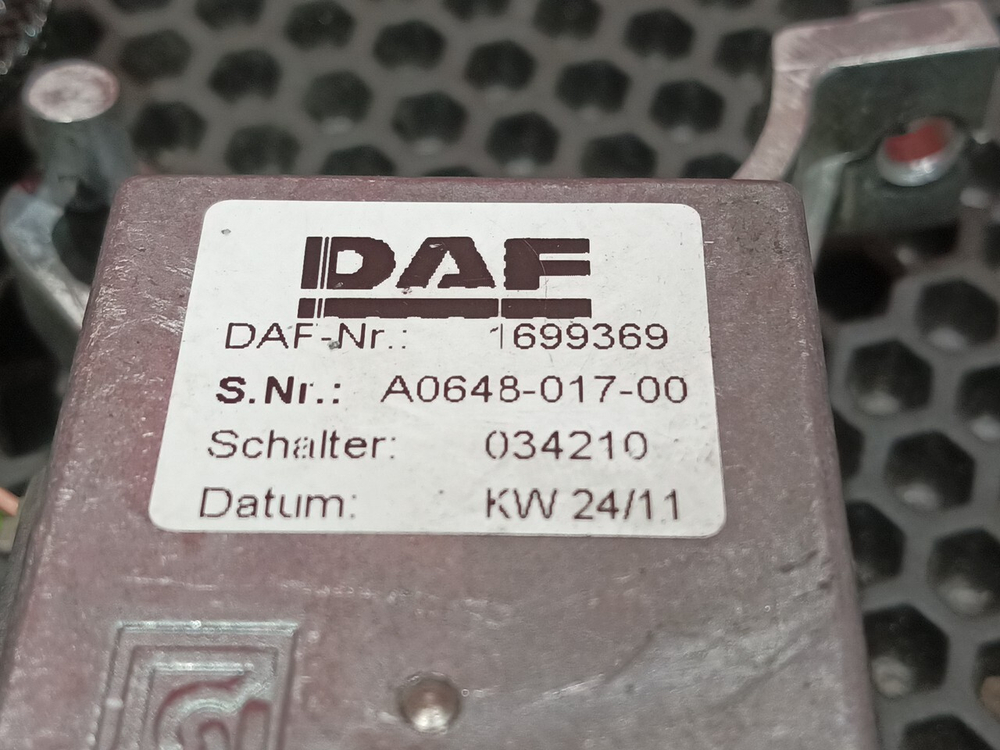 DAF
DAF-Nr.: 1699369
S.Nr.: A0648-017-00
Schalter: 034210
Datum: KW 24/11